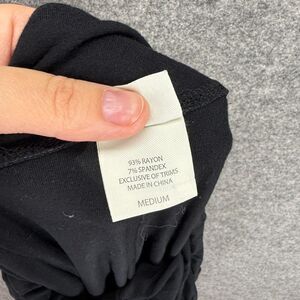 93% RAYON
7% SPANDEX
EXCLUSIVE OF TRIMS
MADE IN CHINA
MEDIUM